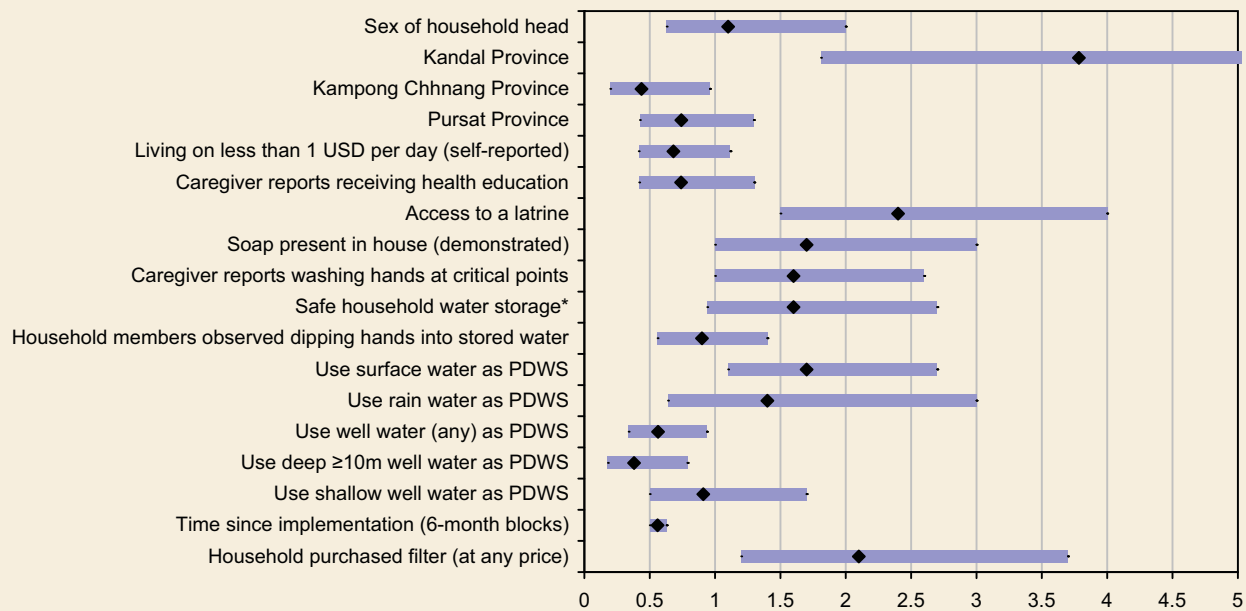 Sex of household head
Kandal Province
Kampong Chhnang Province
Pursat Province
Living on less than 1 USD per day (self-reported)
Caregiver reports receiving health education
Access to a latrine
Soap present in house (demonstrated)
Caregiver reports washing hands at critical points
Safe household water storage*
Household members observed dipping hands into stored water
Use surface water as PDWS
Use rain water as PDWS
Use well water (any) as PDWS
Use deep ≥10m well water as PDWS
Use shallow well water as PDWS
Time since implementation (6-month blocks)
Household purchased filter (at any price)
0 0.5 1 1.5 2 2.5 3 3.5 4 4.5 5